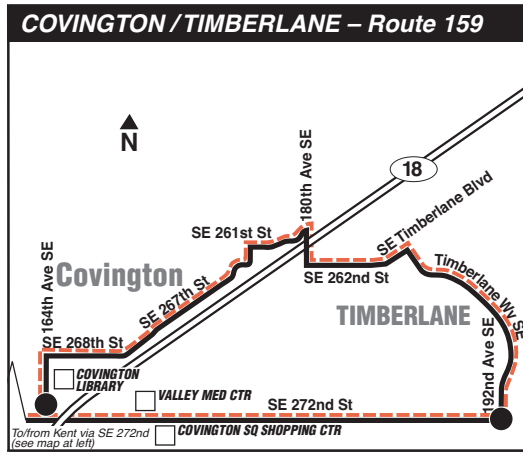 COVINGTON / TIMBERLANE – Route 159
N
180th Ave SE
18
SE Timberlane Blvd
SE 261st St
164th Ave SE
Covington
SE 267th St
SE 262nd St
Timberlane Wy SE
TIMBERLANE
SE 268th St
192nd Ave SE
COVINGTON
LIBRARY
VALLEY MED CTR
SE 272nd St
To/from Kent via SE 272nd
(see map at left)
COVINGTON SQ SHOPPING CTR